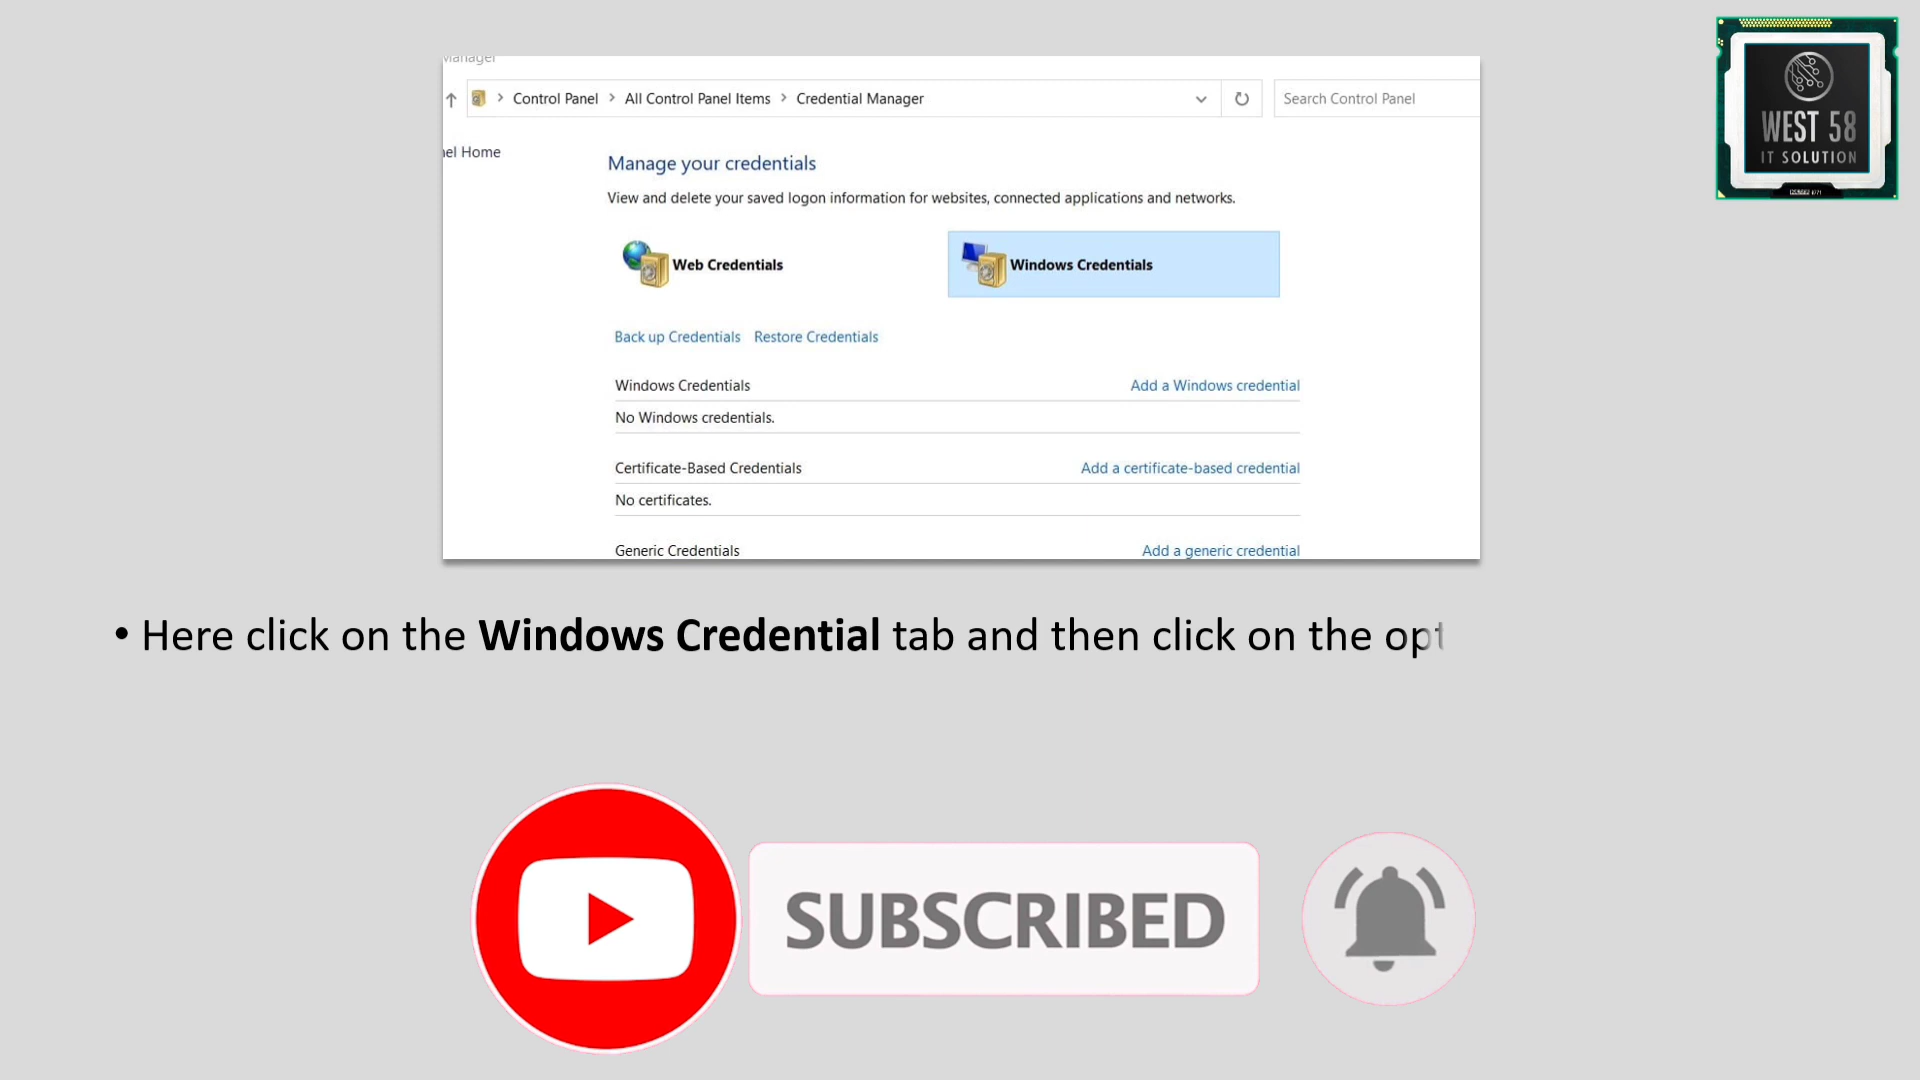 Manager
Control Panel > All Control Panel Items > Credential Manager
Search Control Panel
WEST 58
IT SOLUTION
nel Home
Manage your credentials
View and delete your saved logon information for websites, connected applications and networks.
Web Credentials
Windows Credentials
Back up Credentials Restore Credentials
Windows Credentials Add a Windows credential
No Windows credentials.
Certificate-Based Credentials Add a certificate-based credential
No certificates.
Generic Credentials Add a generic credential
• Here click on the Windows Credential tab and then click on the opt
SUBSCRIBED